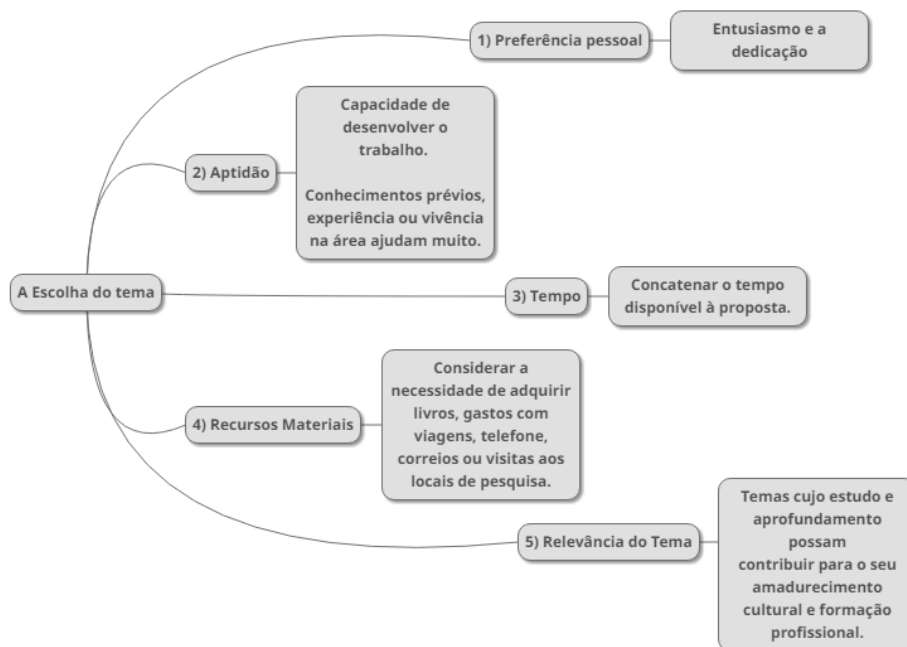 1) Preferência pessoal
Entusiasmo e a
dedicação
2) Aptidão
Capacidade de
desenvolver o
trabalho.
Conhecimentos prévios,
experiência ou vivência
na área ajudam muito.
A Escolha do tema
3) Tempo
Concatenar o tempo
disponível à proposta.
4) Recursos Materiais
Considerar a
necessidade de adquirir
livros, gastos com
viagens, telefone,
correios ou visitas aos
locais de pesquisa.
5) Relevância do Tema
Temas cujo estudo e
aprofundamento
possam
contribuir para o seu
amadurecimento
cultural e formação
profissional.